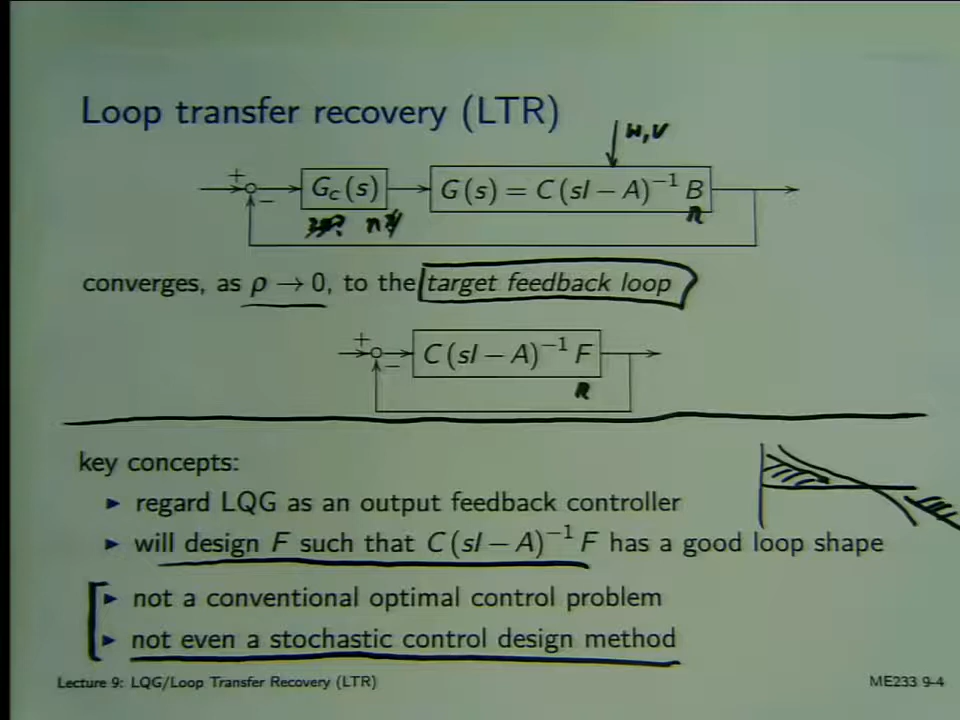 Loop transfer recovery (LTR)
w, v
+
−
G_c(s)
G(s) = C(sI − A)⁻¹ B
n
converges, as ρ → 0, to the target feedback loop
+
−
C(sI − A)⁻¹ F
key concepts:
▶ regard LQG as an output feedback controller
▶ will design F such that C(sI − A)⁻¹ F has a good loop shape
▶ not a conventional optimal control problem
▶ not even a stochastic control design method
Lecture 9: LQG/Loop Transfer Recovery (LTR)
ME233 9-4